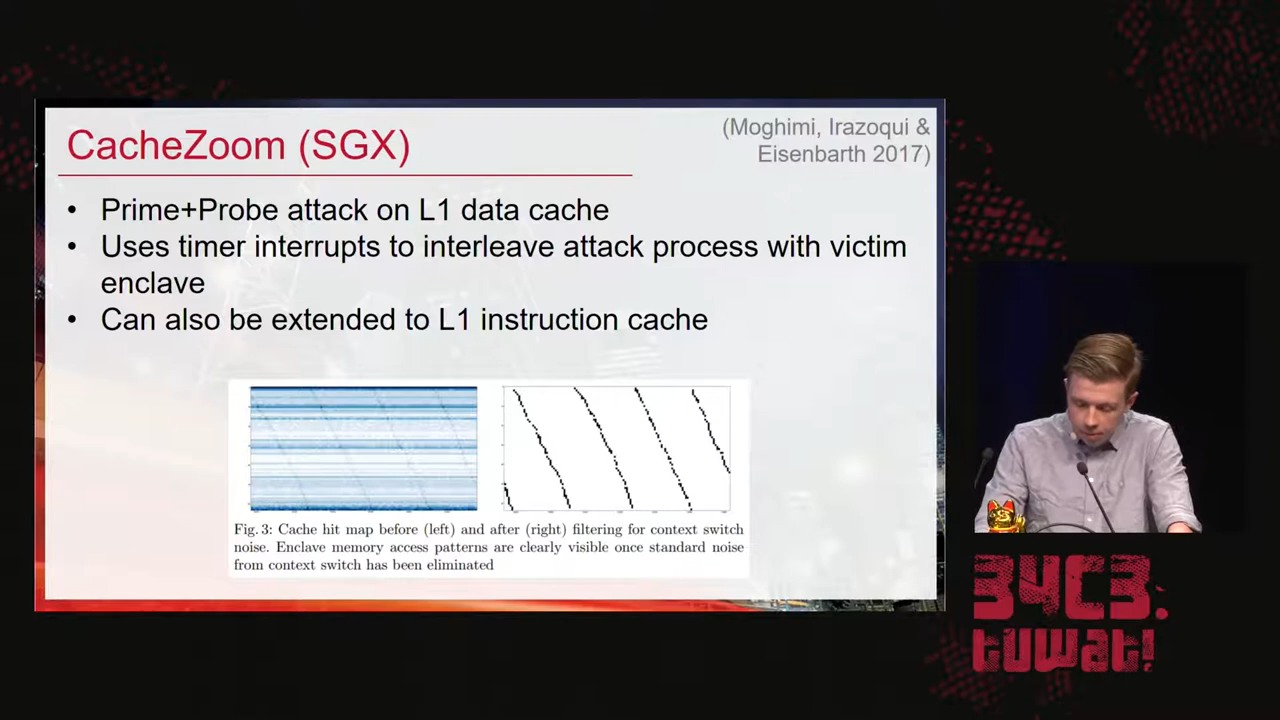 CacheZoom (SGX)
(Moghimi, Irazoqui &
Eisenbarth 2017)
• Prime+Probe attack on L1 data cache
• Uses timer interrupts to interleave attack process with victim
enclave
• Can also be extended to L1 instruction cache
Fig. 3: Cache hit map before (left) and after (right) filtering for context switch
noise. Enclave memory access patterns are clearly visible once standard noise
from context switch has been eliminated
34C3.
tuwat!